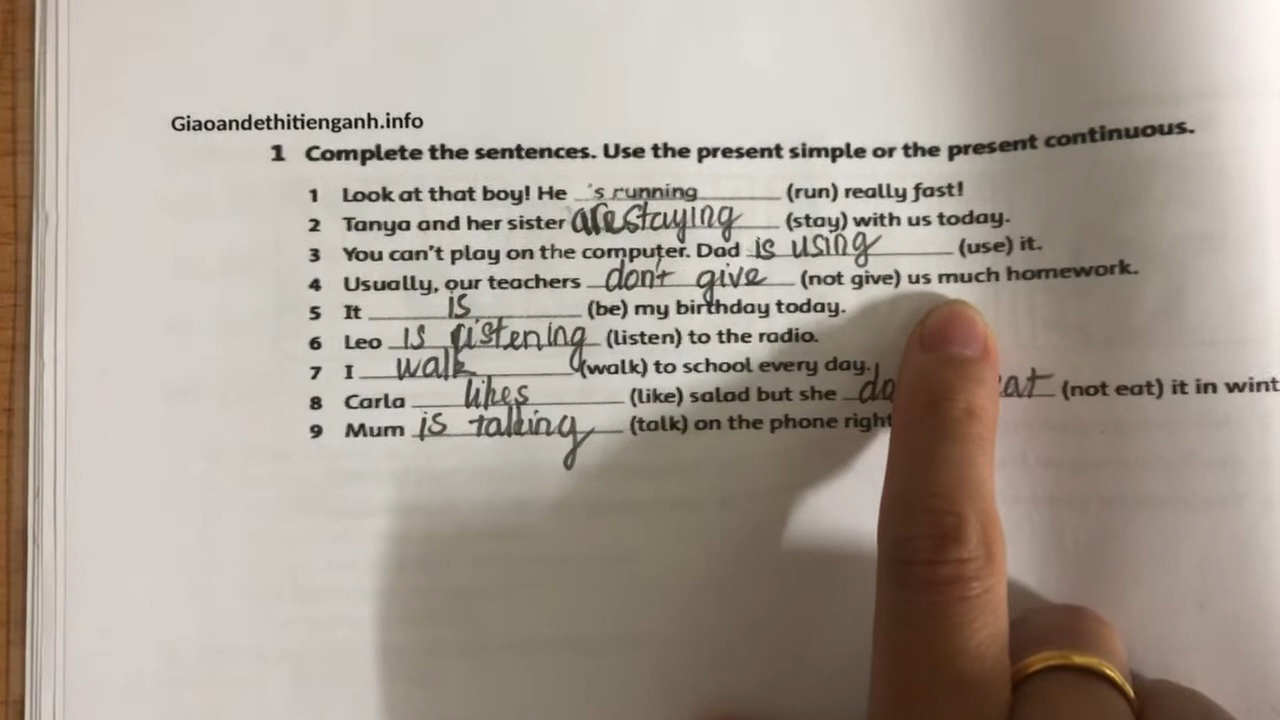 Giaoandethitienganh.info
1 Complete the sentences. Use the present simple or the present continuous.
1 Look at that boy! He 's running (run) really fast!
2 Tanya and her sister are staying (stay) with us today.
3 You can't play on the computer. Dad is using (use) it.
4 Usually, our teachers don't give (not give) us much homework.
5 It is (be) my birthday today.
6 Leo is listening (listen) to the radio.
7 I walk (walk) to school every day.
8 Carla likes (like) salad but she (not eat) it in
9 Mum is talking (talk) on the phone right